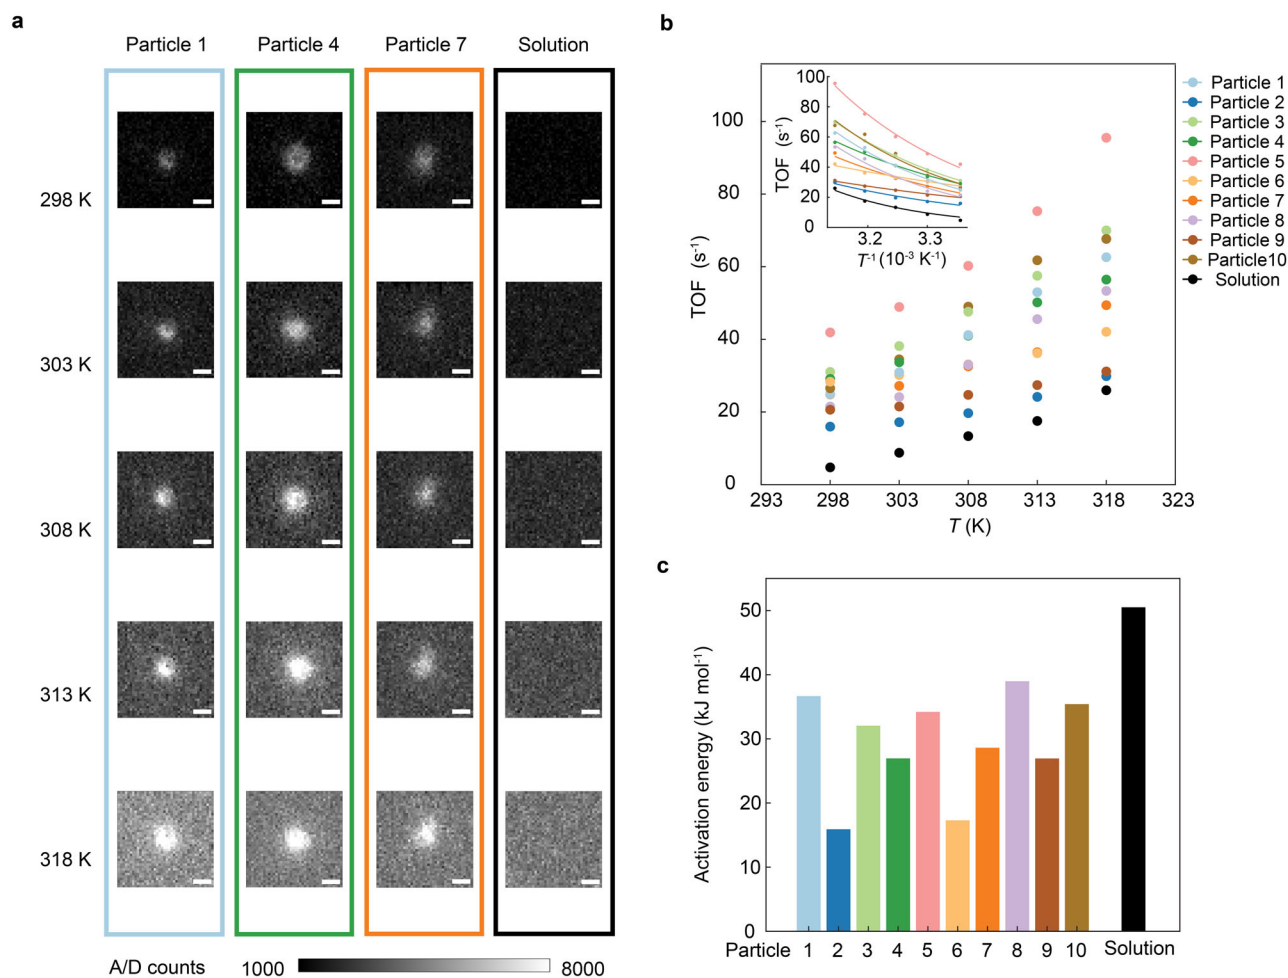 a
Particle 1 Particle 4 Particle 7 Solution
298 K
303 K
308 K
313 K
318 K
A/D counts 1000 8000
b
TOF (s⁻¹)
100
80
60
40
20
0
293 298 303 308 313 318 323
T (K)
TOF (s⁻¹)
100
80
60
40
20
0
3.2 3.3
T⁻¹ (10⁻³ K⁻¹)
Particle 1
Particle 2
Particle 3
Particle 4
Particle 5
Particle 6
Particle 7
Particle 8
Particle 9
Particle10
Solution
c
Activation energy (kJ mol⁻¹)
50
40
30
20
10
0
Particle 1 2 3 4 5 6 7 8 9 10 Solution